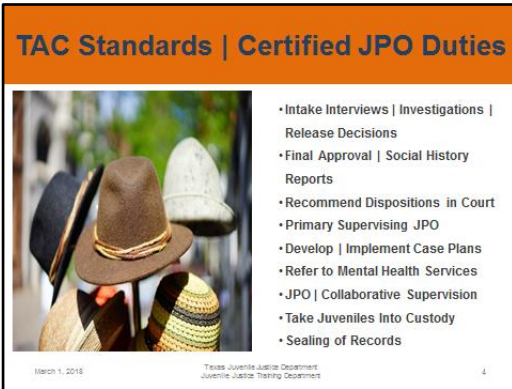 TAC Standards | Certified JPO Duties
• Intake Interviews | Investigations |
Release Decisions
• Final Approval | Social History
Reports
• Recommend Dispositions in Court
• Primary Supervising JPO
• Develop | Implement Case Plans
• Refer to Mental Health Services
• JPO | Collaborative Supervision
• Take Juveniles Into Custody
• Sealing of Records
March 1, 2018
Texas Juvenile Justice Department
Juvenile Justice Training Department
4